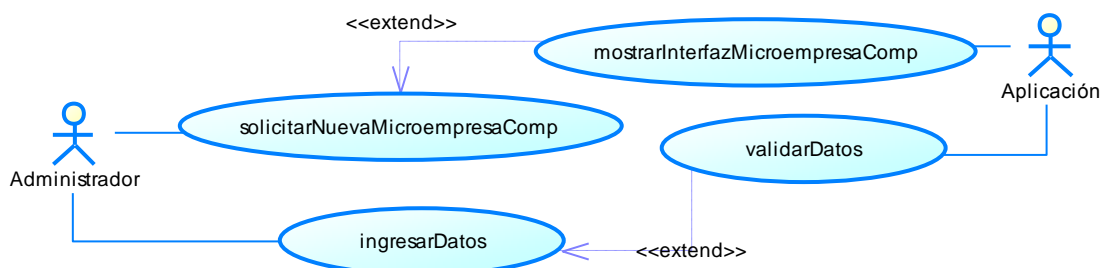 <<extend>>
mostrarInterfazMicroempresaComp
Aplicación
solicitarNuevaMicroempresaComp
validarDatos
Administrador
ingresarDatos
<<extend>>